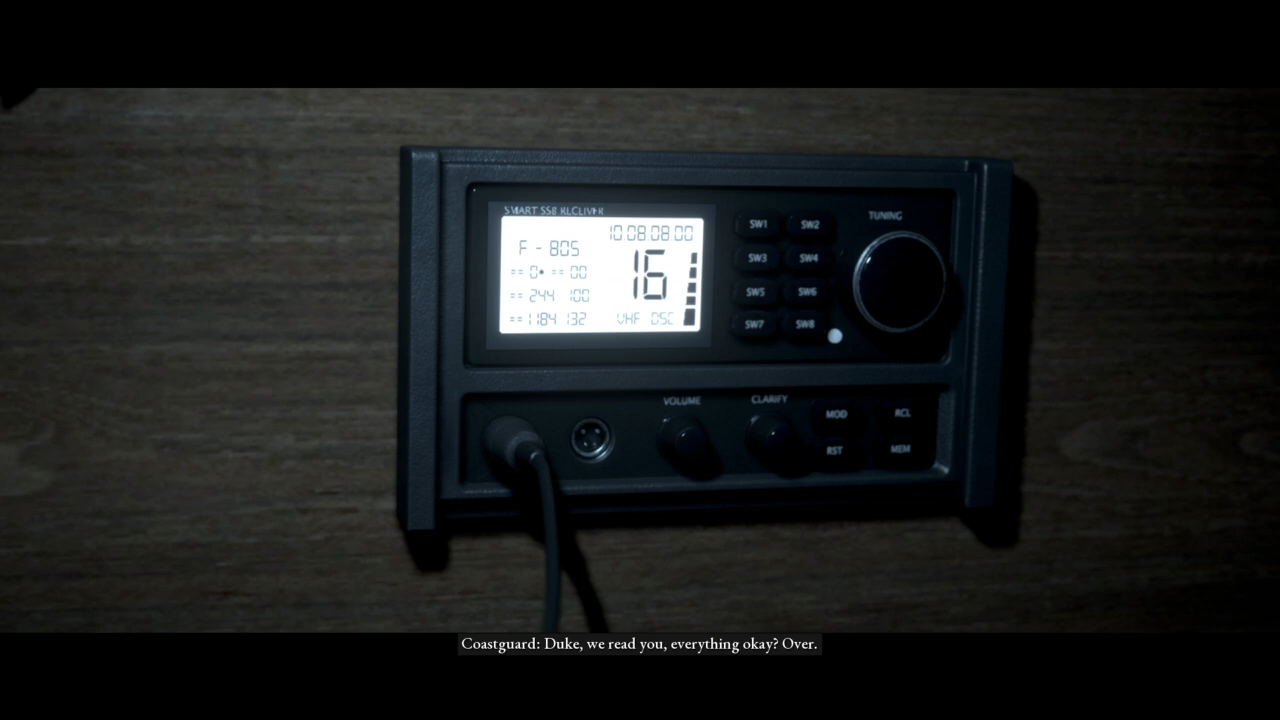 SMART SSB RECEIVER
10:08:08:00
F - 805
16
== 0• == 00
== 244 100
== 1184 132
VHF DSC
SW1 SW2
SW3 SW4
SW5 SW6
SW7 SW8
TUNING
VOLUME
CLARIFY
MOD
RCL
RST
MEM
Coastguard: Duke, we read you, everything okay? Over.